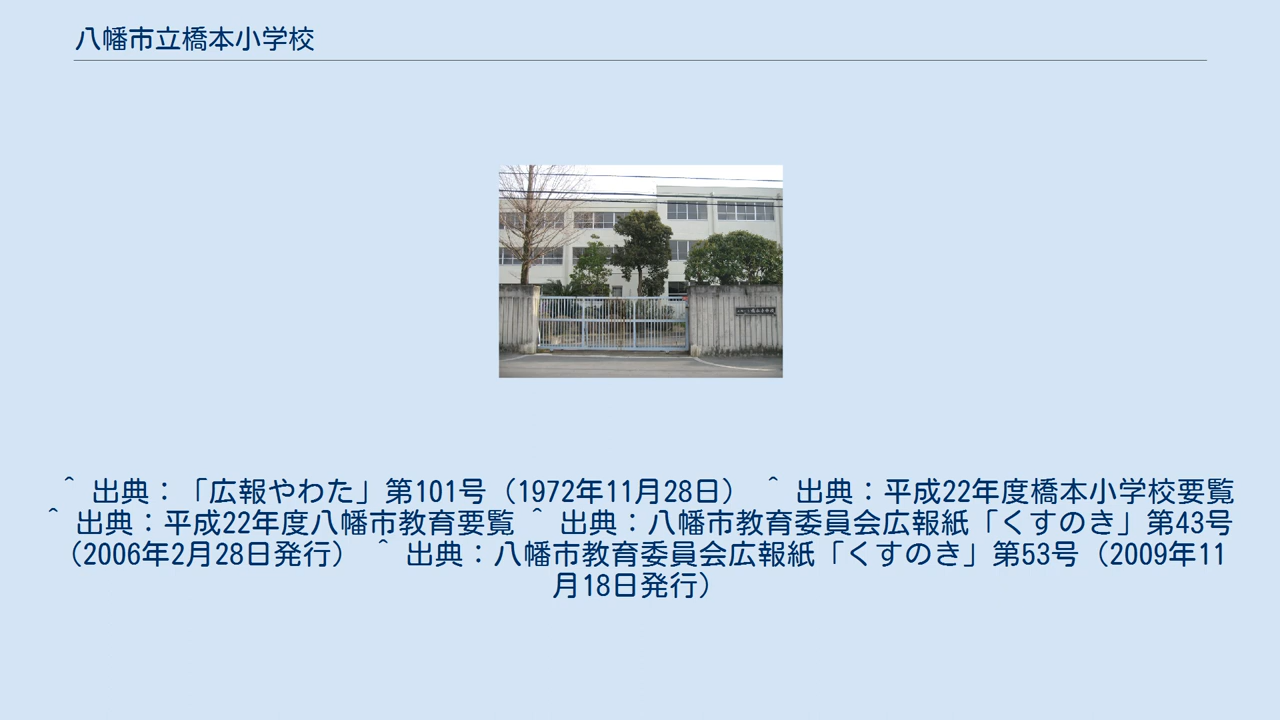 八幡市立橋本小学校
^ 出典：「広報やわた」第101号（1972年11月28日） ^ 出典：平成22年度橋本小学校要覧
^ 出典：平成22年度八幡市教育要覧 ^ 出典：八幡市教育委員会広報紙「くすのき」第43号
（2006年2月28日発行） ^ 出典：八幡市教育委員会広報紙「くすのき」第53号（2009年11
月18日発行）